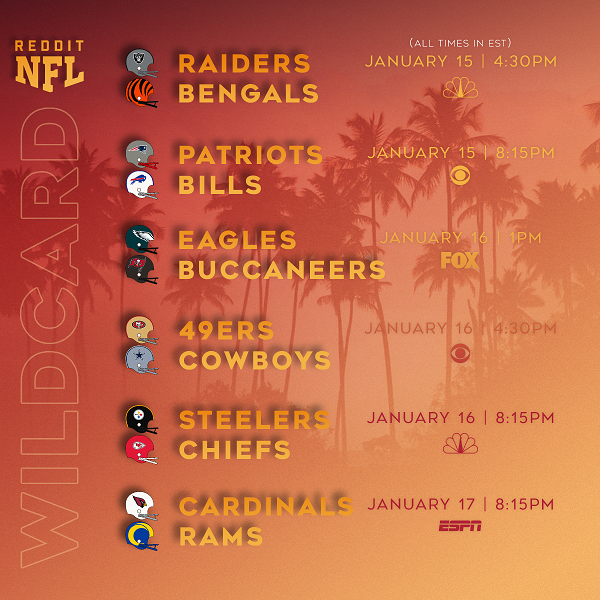 REDDIT
NFL
WILDCARD
(ALL TIMES IN EST)
RAIDERS
BENGALS
JANUARY 15 | 4:30PM
PATRIOTS
BILLS
JANUARY 15 | 8:15PM
EAGLES
BUCCANEERS
JANUARY 16 | 1PM
FOX
49ERS
COWBOYS
JANUARY 16 | 4:30PM
STEELERS
CHIEFS
JANUARY 16 | 8:15PM
CARDINALS
RAMS
JANUARY 17 | 8:15PM
ESPN